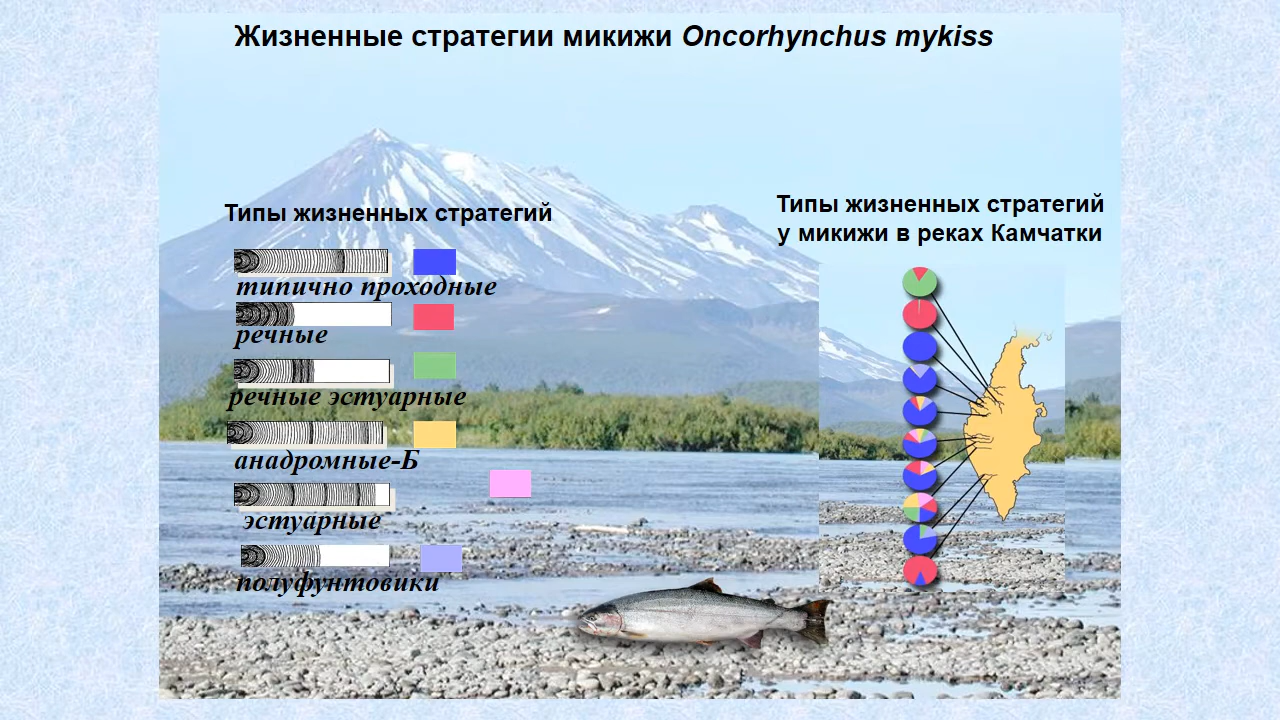 Жизненные стратегии микижи Oncorhynchus mykiss
Типы жизненных стратегий
типично проходные
речные
речные эстуарные
анадромные-Б
эстуарные
полуфунтовики
Типы жизненных стратегий
у микижи в реках Камчатки